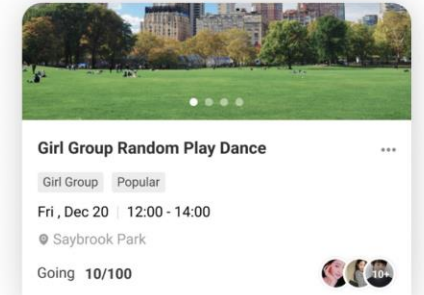 Girl Group Random Play Dance
Girl Group Popular
Fri , Dec 20 | 12:00 - 14:00
Saybrook Park
Going 10/100
10+